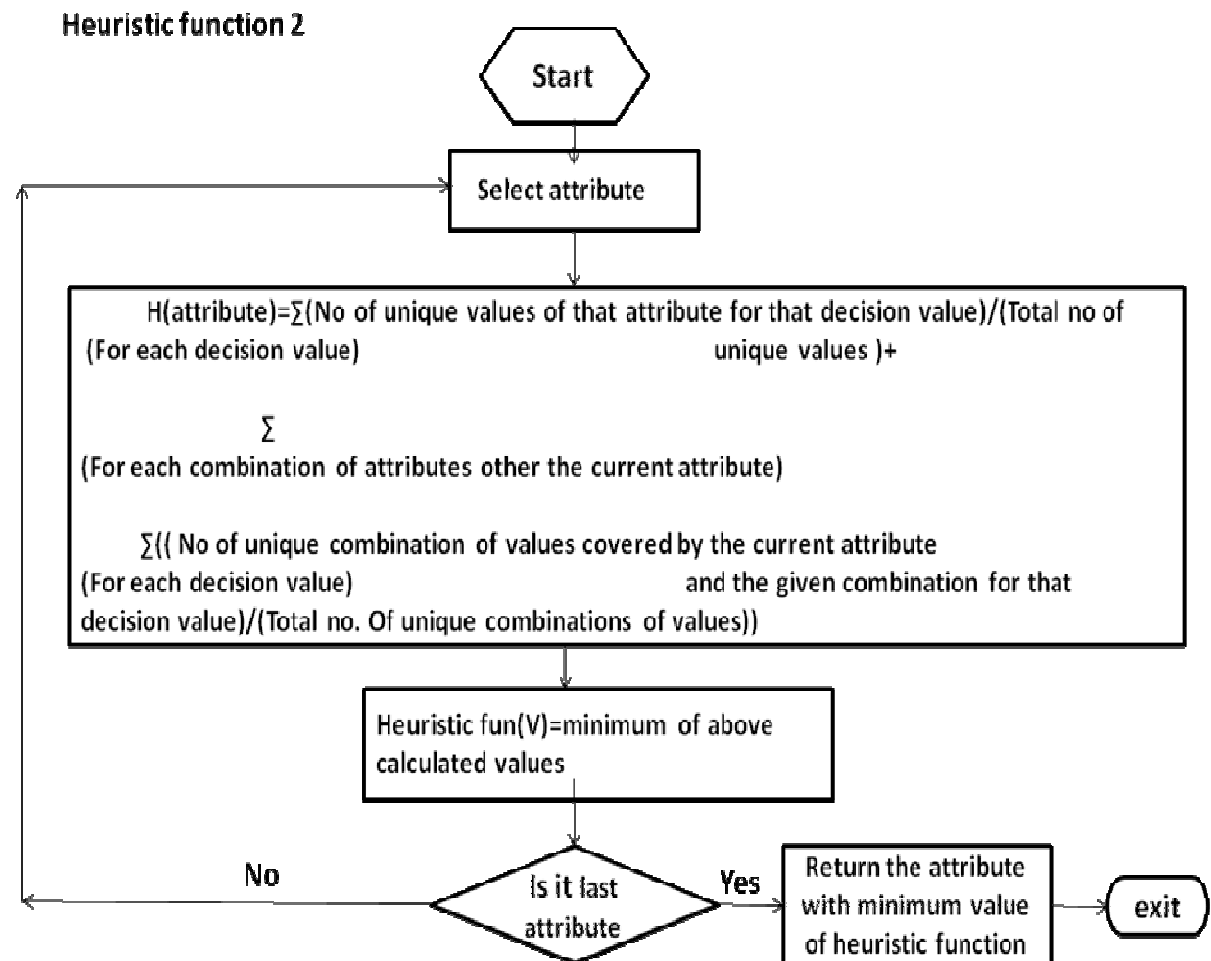 Heuristic function 2
Start
Select attribute
H(attribute)=∑(No of unique values of that attribute for that decision value)/(Total no of
(For each decision value) unique values )+
∑
(For each combination of attributes other the current attribute)
∑(( No of unique combination of values covered by the current attribute
(For each decision value) and the given combination for that
decision value)/(Total no. Of unique combinations of values))
Heuristic fun(V)=minimum of above
calculated values
Is it last
attribute
No
Yes
Return the attribute
with minimum value
of heuristic function
exit